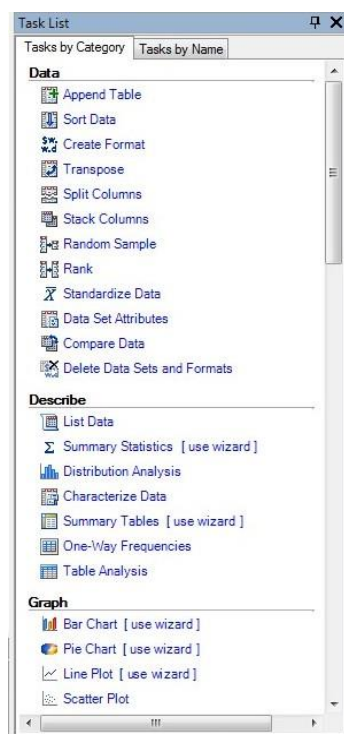 Task List
Tasks by Category Tasks by Name
Data
Append Table
Sort Data
Create Format
Transpose
Split Columns
Stack Columns
Random Sample
Rank
Standardize Data
Data Set Attributes
Compare Data
Delete Data Sets and Formats
Describe
List Data
Summary Statistics [ use wizard ]
Distribution Analysis
Characterize Data
Summary Tables [ use wizard ]
One-Way Frequencies
Table Analysis
Graph
Bar Chart [ use wizard ]
Pie Chart [ use wizard ]
Line Plot [ use wizard ]
Scatter Plot